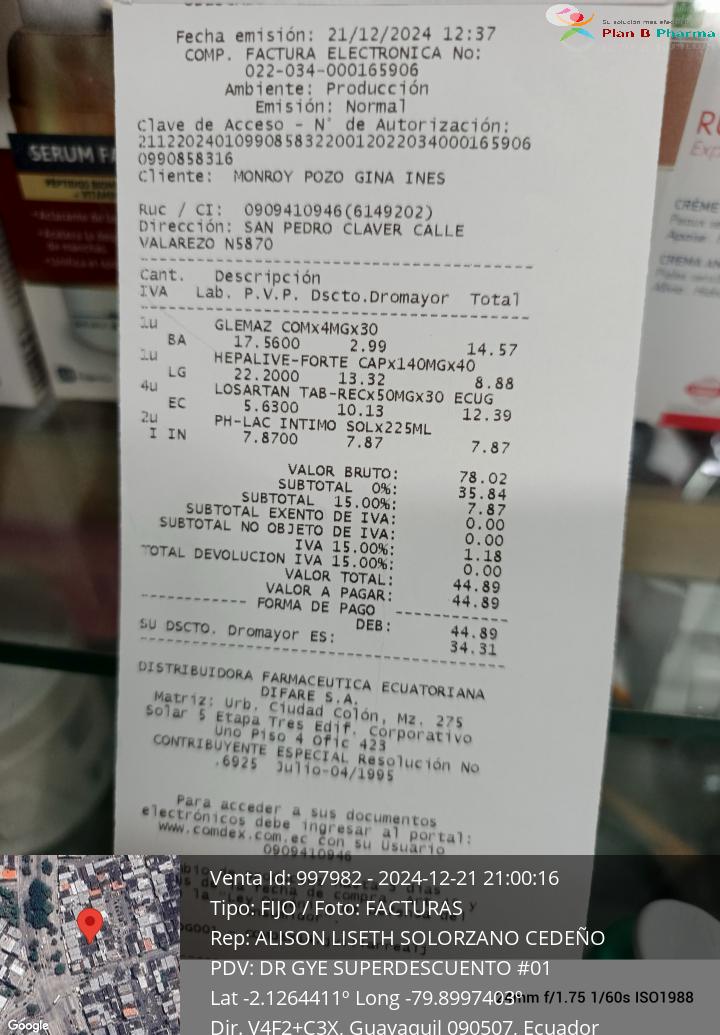 Su solución más efectiva
Plan B Pharma
SERUM
Fecha emisión: 21/12/2024 12:37
COMP. FACTURA ELECTRONICA No:
022-034-000165906
Ambiente: Producción
Emisión: Normal
Clave de Acceso - N° de Autorización:
211220240109908583220012022034000165906
0990858316
Cliente: MONROY POZO GINA INES
Ruc / CI: 0909410946(6149202)
Dirección: SAN PEDRO CLAVER CALLE
VALAREZO N5870
Cant. Descripción
IVA Lab. P.V.P. Dscto.Dromayor Total
1u GLEMAZ COMx4MGx30
BA 17.5600 2.99 14.57
1u HEPALIVE-FORTE CAPx140MGx40
LG 22.2000 13.32 8.88
4u LOSARTAN TAB-RECx50MGx30 ECUG
EC 5.6300 10.13 12.39
2u PH-LAC INTIMO SOLx225ML
I IN 7.8700 7.87 7.87
VALOR BRUTO: 78.02
SUBTOTAL 0%: 35.84
SUBTOTAL 15.00%: 7.87
SUBTOTAL EXENTO DE IVA: 0.00
SUBTOTAL NO OBJETO DE IVA: 0.00
IVA 15.00%: 1.18
TOTAL DEVOLUCION IVA 15.00%: 0.00
VALOR TOTAL: 44.89
VALOR A PAGAR: 44.89
FORMA DE PAGO
DEB: 44.89
SU DSCTO. Dromayor ES: 34.31
DISTRIBUIDORA FARMACEUTICA ECUATORIANA
DIFARE S.A.
Matriz: Urb. Ciudad Colón, Mz. 275
Solar 5 Etapa Tres Edif. Corporativo
Uno Piso 4 Ofic 423
CONTRIBUYENTE ESPECIAL Resolución No
.6925 Julio-04/1995
Para acceder a sus documentos
electrónicos debe ingresar al portal:
www.comdex.com.ec con su Usuario
0909410946
Venta Id: 997982 - 2024-12-21 21:00:16
Tipo: FIJO / Foto: FACTURAS
Rep: ALISON LISETH SOLORZANO CEDEÑO
PDV: DR GYE SUPERDESCUENTO #01
Lat -2.1264411º Long -79.8997403º
mm f/1.75 1/60s ISO1988
Dir. V4F2+C3X, Guayaquil 090507, Ecuador
Google